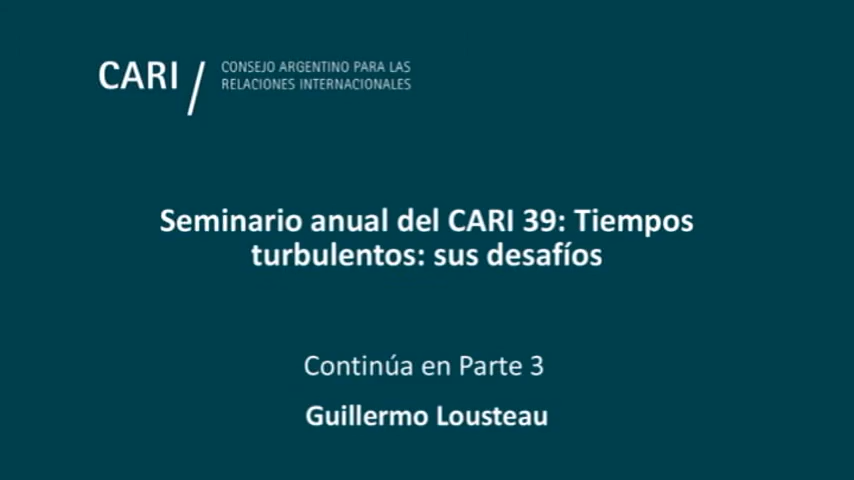 CARI /
CONSEJO ARGENTINO PARA LAS
RELACIONES INTERNACIONALES
Seminario anual del CARI 39: Tiempos
turbulentos: sus desafíos
Continúa en Parte 3
Guillermo Lousteau